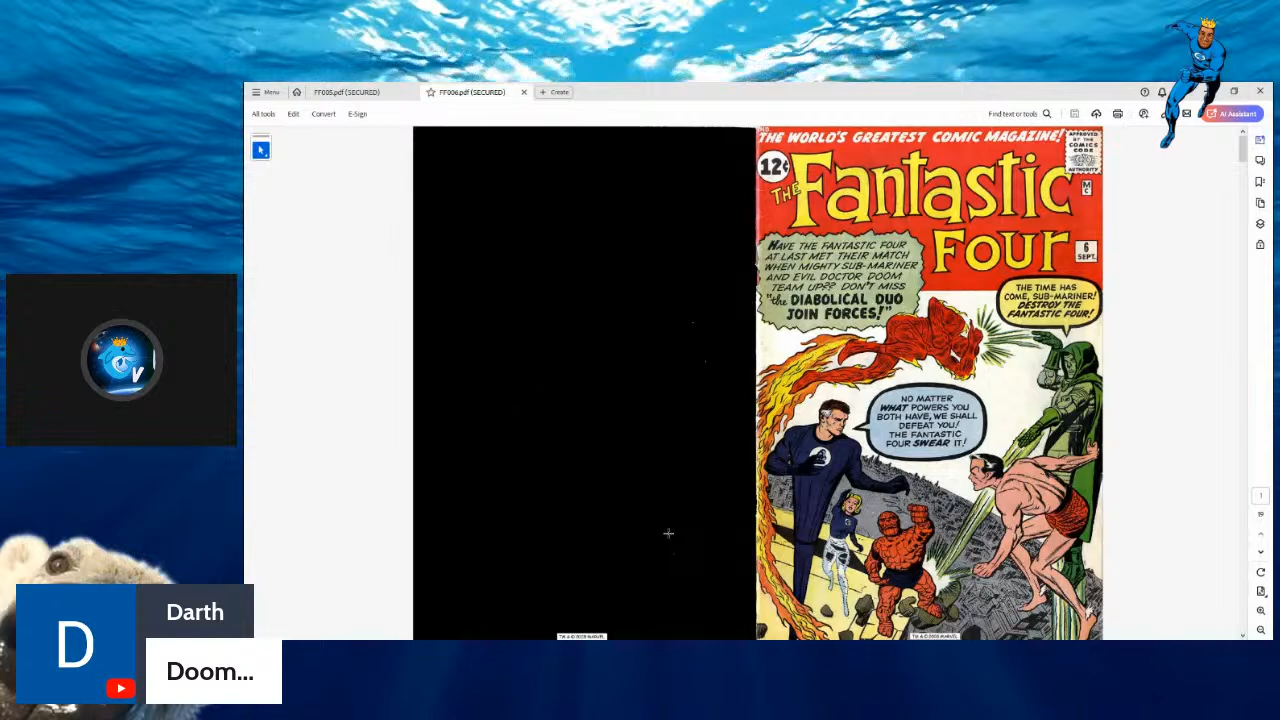 Menu
FF005.pdf (SECURED)
FF006.pdf (SECURED)
Create
All tools
Edit
Convert
E-Sign
Find text or tools
AI Assistant
THE WORLD'S GREATEST COMIC MAGAZINE!
APPROVED
BY THE
COMICS
CODE
AUTHORITY
12¢
THE
Fantastic
Four
M
C
6
SEPT.
HAVE THE FANTASTIC FOUR
AT LAST MET THEIR MATCH
WHEN MIGHTY SUB-MARINER
AND EVIL DOCTOR DOOM
TEAM UP?? DON'T MISS
"the DIABOLICAL DUO
JOIN FORCES!"
THE TIME HAS
COME, SUB-MARINER!
DESTROY THE
FANTASTIC FOUR!
NO MATTER
WHAT POWERS YOU
BOTH HAVE, WE SHALL
DEFEAT YOU!
THE FANTASTIC
FOUR SWEAR IT!
V
1
19
D
Darth
Doom...